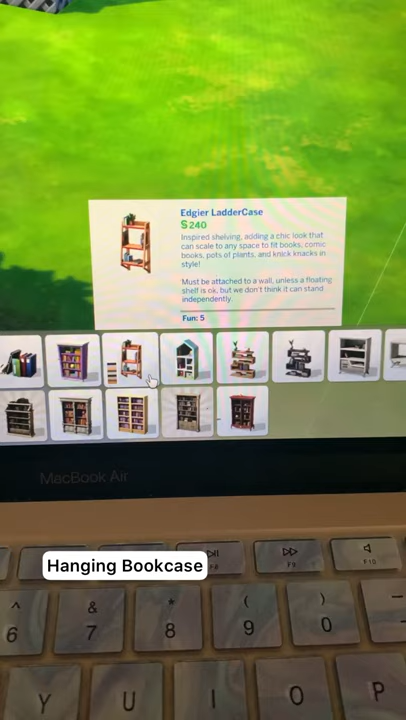 Edgier LadderCase
$240
Inspired shelving, adding a chic look that
can scale to any space to fit books, comic
books, pots of plants, and knick knacks in
style!
*Must be attached to a wall, unless a floating
shelf is ok, but we don't think it can stand
independently.
Fun: 5
MacBook Air
Hanging Bookcase
F8
F9
F10
^ & * ( )
6 7 8 9 0
Y U I O P